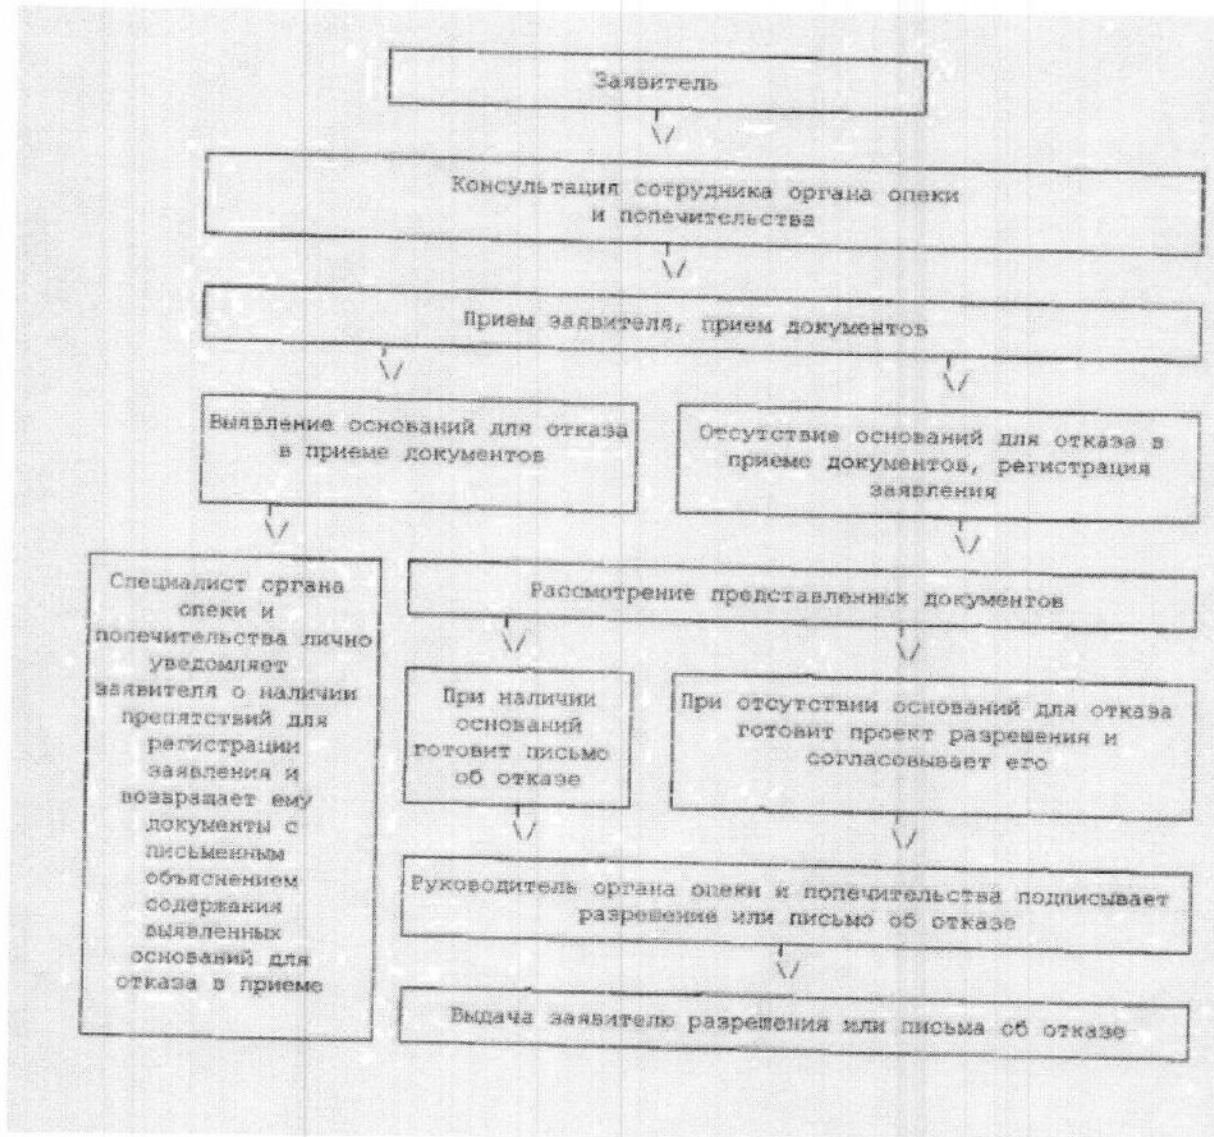 Заявитель
Консультация сотрудника органа опеки
и попечительства
Прием заявителя, прием документов
Выявление оснований для отказа
в приеме документов
Отсутствие оснований для отказа в
приеме документов, регистрация
заявления
Специалист органа
опеки и
попечительства лично
уведомляет
заявителя о наличии
препятствий для
регистрации
заявления и
возвращает ему
документы с
письменным
объяснением
содержания
выявленных
оснований для
отказа в приеме
Рассмотрение представленных документов
При наличии
оснований
готовит письмо
об отказе
При отсутствии оснований для отказа
готовит проект разрешения и
согласовывает его
Руководитель органа опеки и попечительства подписывает
разрешение или письмо об отказе
Выдача заявителю разрешения или письма об отказе